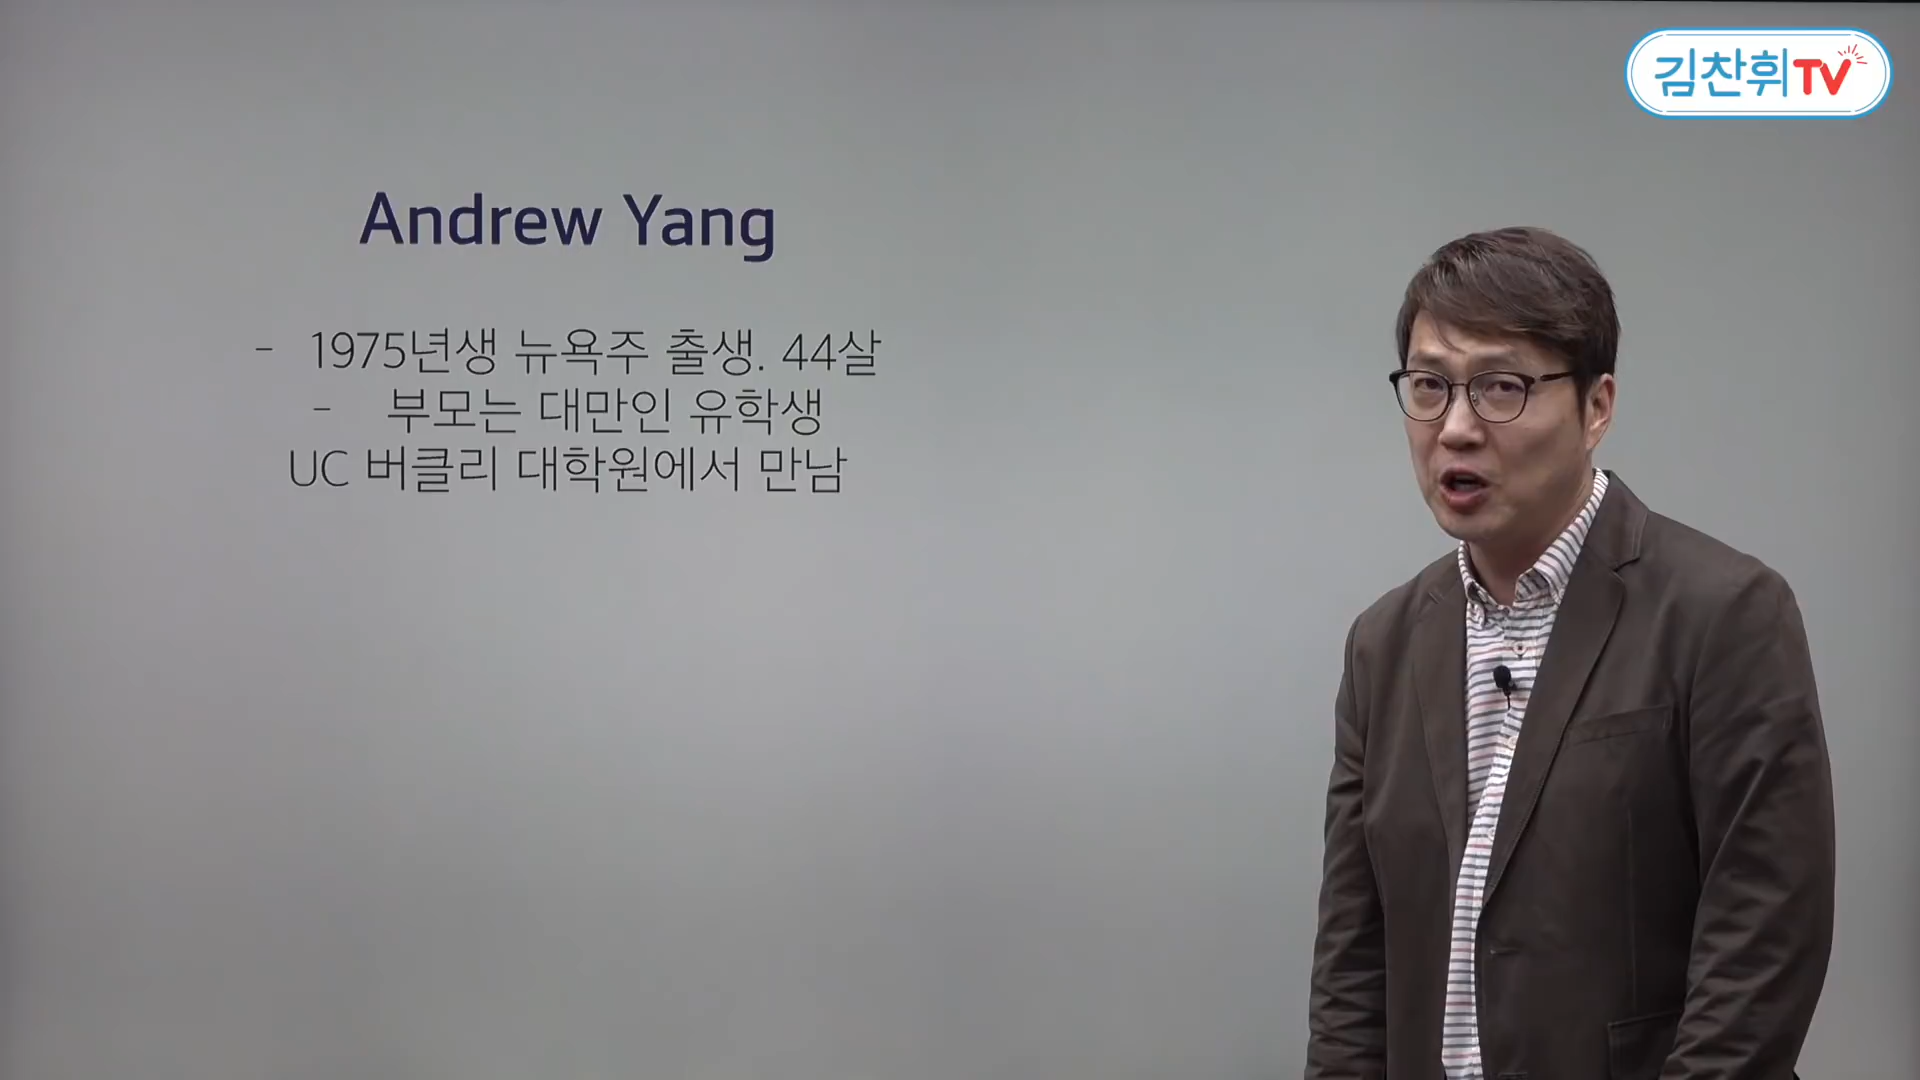 김찬휘TV
Andrew Yang
- 1975년생 뉴욕주 출생. 44살
- 부모는 대만인 유학생
UC 버클리 대학원에서 만남